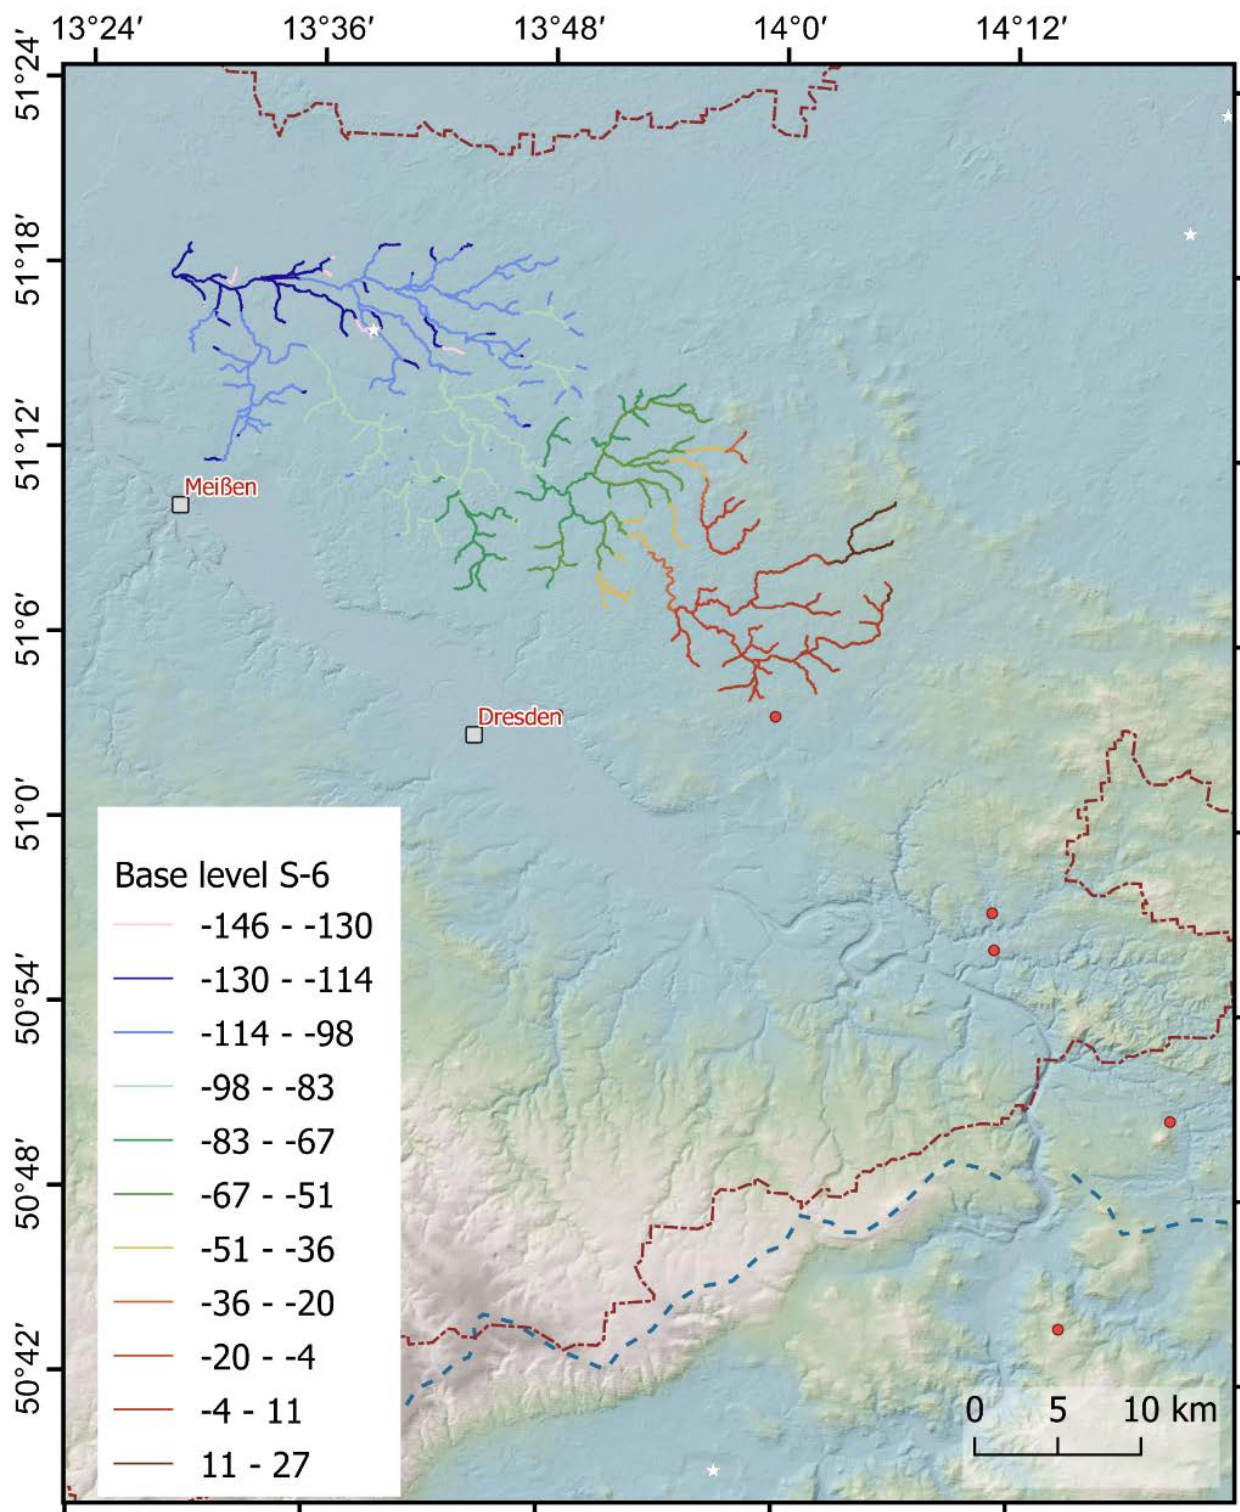 13°24′ 13°36′ 13°48′ 14°0′ 14°12′
51°24′
51°18′
51°12′
Meißen
51°6′
Dresden
51°0′
Base level S-6
-146 - -130
-130 - -114
50°54′
-114 - -98
-98 - -83
-83 - -67
50°48′
-67 - -51
-51 - -36
-36 - -20
-20 - -4
50°42′
-4 - 11
11 - 27
0 5 10 km